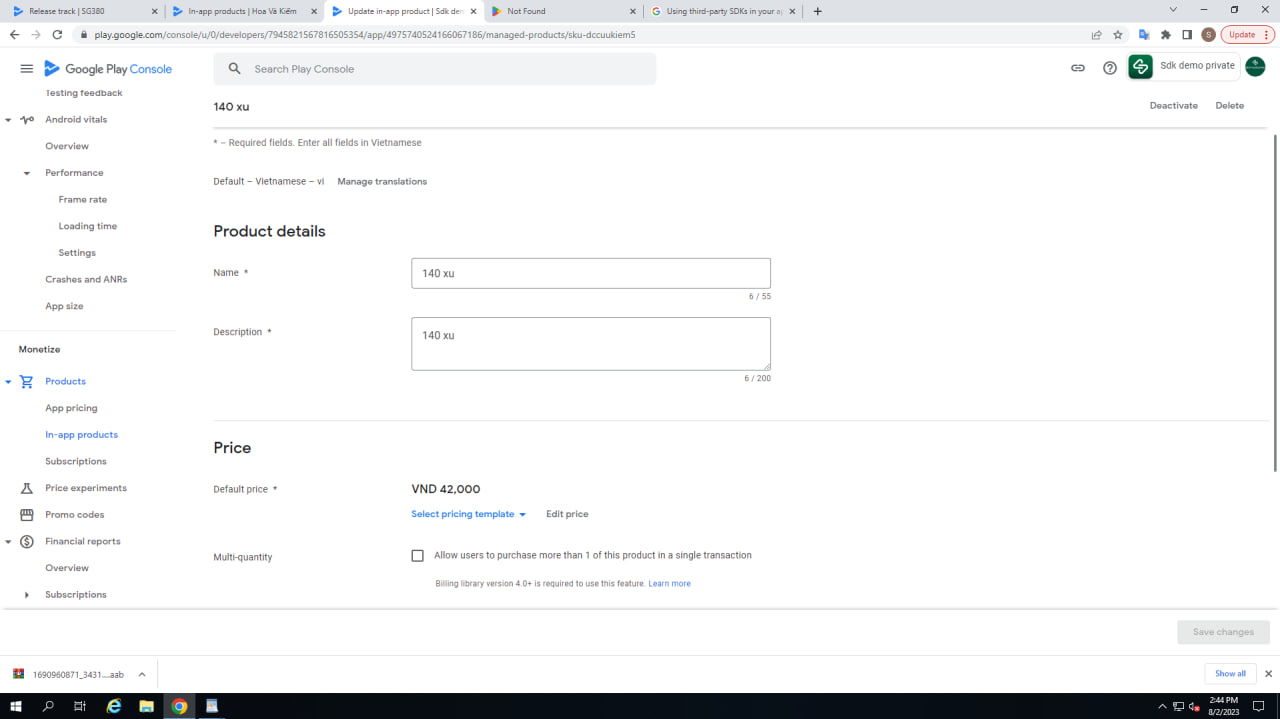 Release track | SG380
In-app products | Hoa Và Kiếm
Update in-app product | Sdk dem
Not Found
Using third-party SDKs in your ap
play.google.com/console/u/0/developers/7945821567816505354/app/4975740524166067186/managed-products/sku-dccuukiem5
S
Update
Google Play Console
Search Play Console
Sdk demo private
Testing feedback
Android vitals
Overview
Performance
Frame rate
Loading time
Settings
Crashes and ANRs
App size
Monetize
Products
App pricing
In-app products
Subscriptions
Price experiments
Promo codes
Financial reports
Overview
Subscriptions
140 xu
Deactivate Delete
* – Required fields. Enter all fields in Vietnamese
Default – Vietnamese – vi Manage translations
Product details
Name *
140 xu
6 / 55
Description *
140 xu
6 / 200
Price
Default price *
VND 42,000
Select pricing template Edit price
Multi-quantity
Allow users to purchase more than 1 of this product in a single transaction
Billing library version 4.0+ is required to use this feature. Learn more
Save changes
1690960871_3431....aab
Show all
2:44 PM
8/2/2023